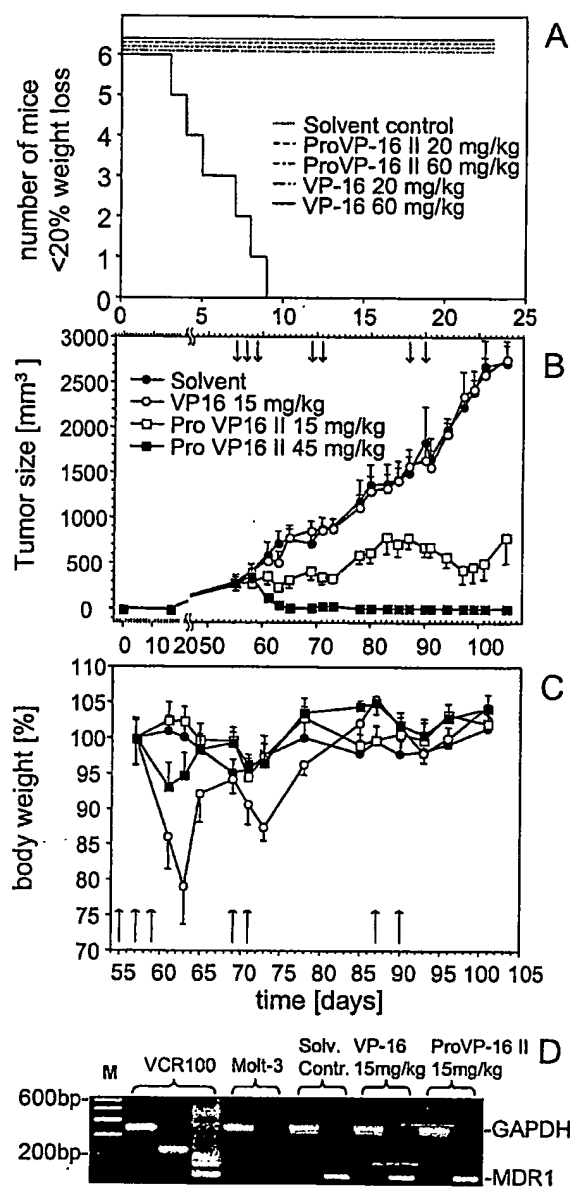 A
number of mice
<20% weight loss
6
5
4
3
2
1
0
Solvent control
ProVP-16 II 20 mg/kg
ProVP-16 II 60 mg/kg
VP-16 20 mg/kg
VP-16 60 mg/kg
0 5 10 15 20 25
B
Tumor size [mm³]
3000
2500
2000
1500
1000
500
0
Solvent
VP16 15 mg/kg
Pro VP16 II 15 mg/kg
Pro VP16 II 45 mg/kg
0 10 20 50 60 70 80 90 100
C
body weight [%]
110
105
100
95
90
85
80
75
70
55 60 65 70 75 80 85 90 95 100 105
time [days]
D
M VCR100 Molt-3 Solv. Contr. VP-16 15mg/kg ProVP-16 II 15mg/kg
600bp-
200bp-
-GAPDH
-MDR1